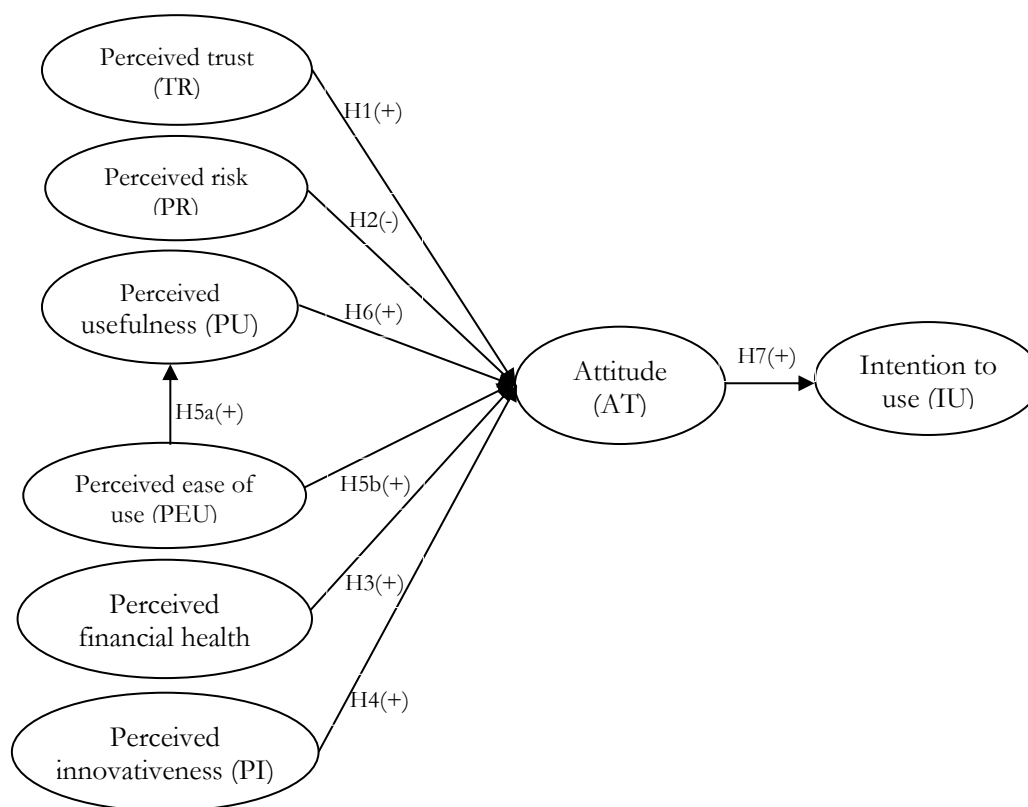 Perceived trust
(TR)
H1(+)
Perceived risk
(PR)
H2(-)
Perceived
usefulness (PU)
H6(+)
Attitude
(AT)
H7(+)
Intention to
use (IU)
H5a(+)
Perceived ease of
use (PEU)
H5b(+)
Perceived
financial health
H3(+)
Perceived
innovativeness (PI)
H4(+)